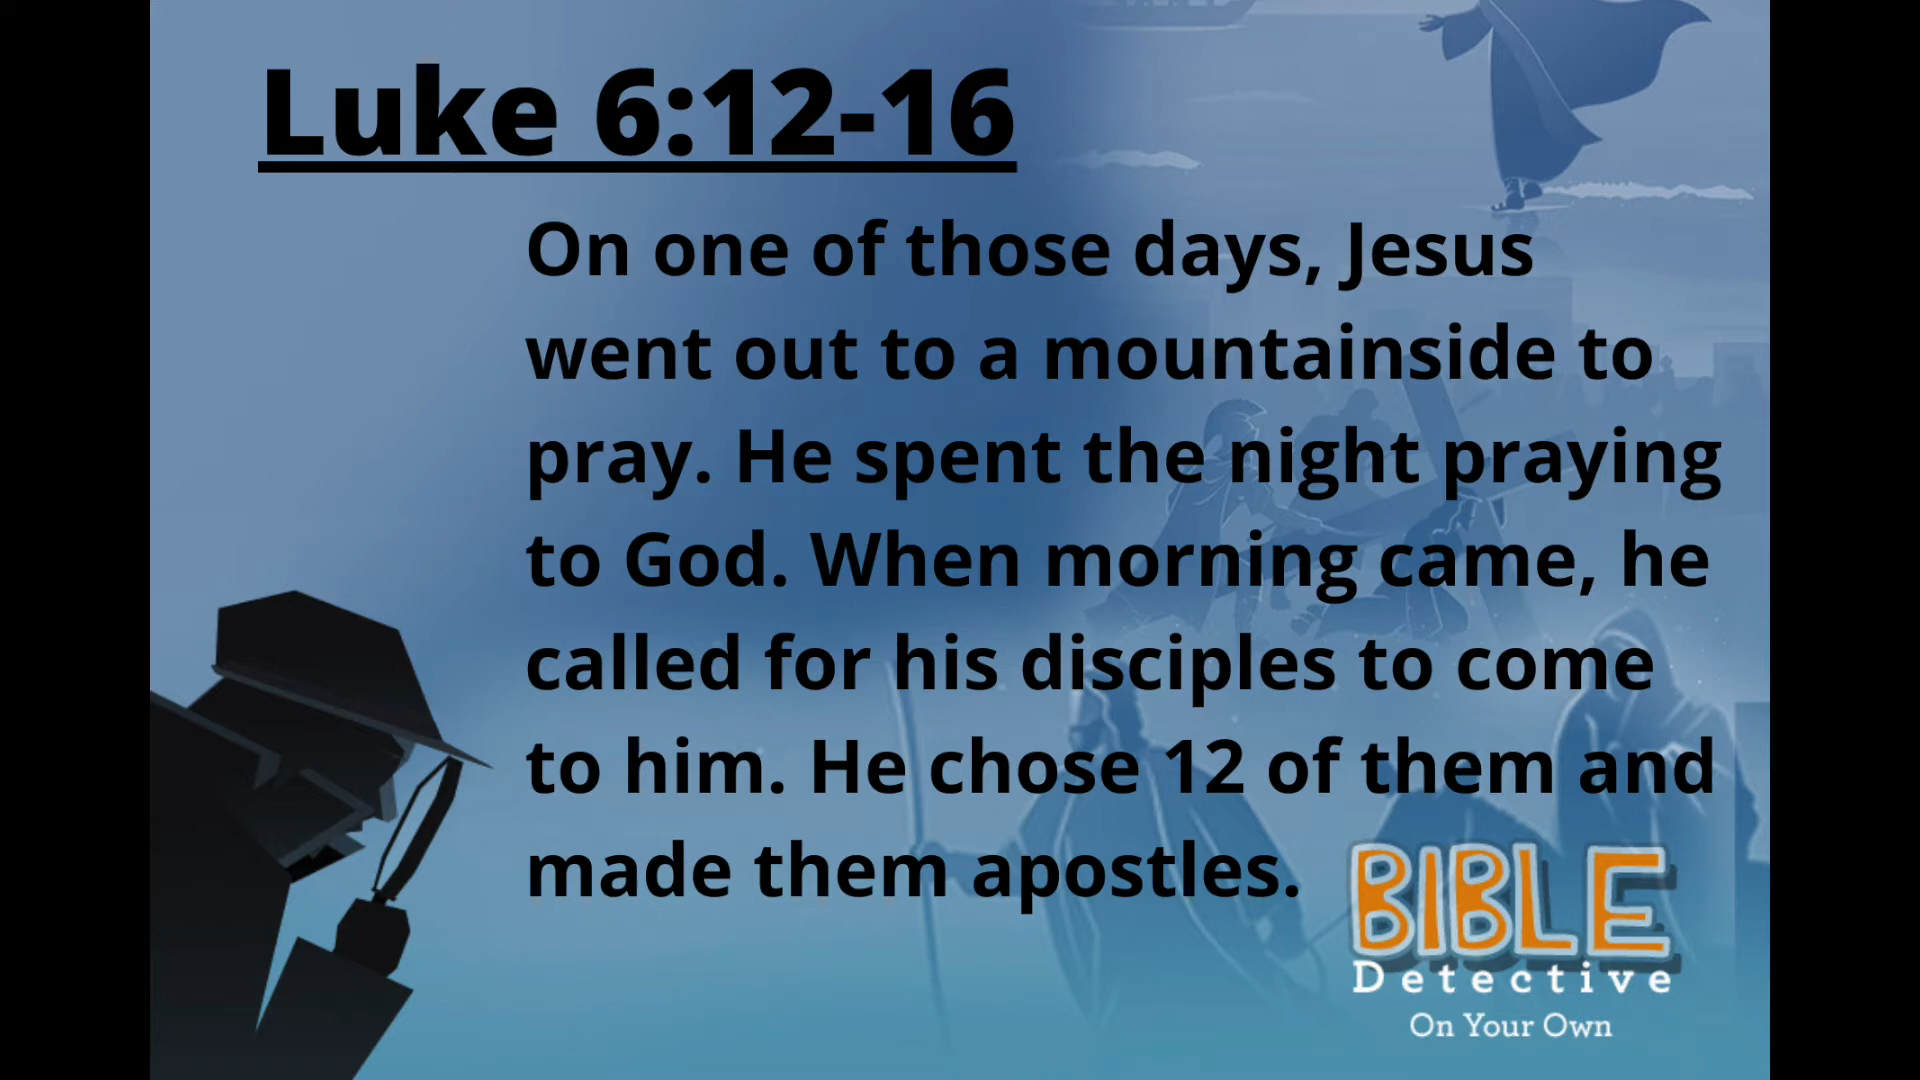 Luke 6:12-16
On one of those days, Jesus
went out to a mountainside to
pray. He spent the night praying
to God. When morning came, he
called for his disciples to come
to him. He chose 12 of them and
made them apostles.
BIBLE
Detective
On Your Own